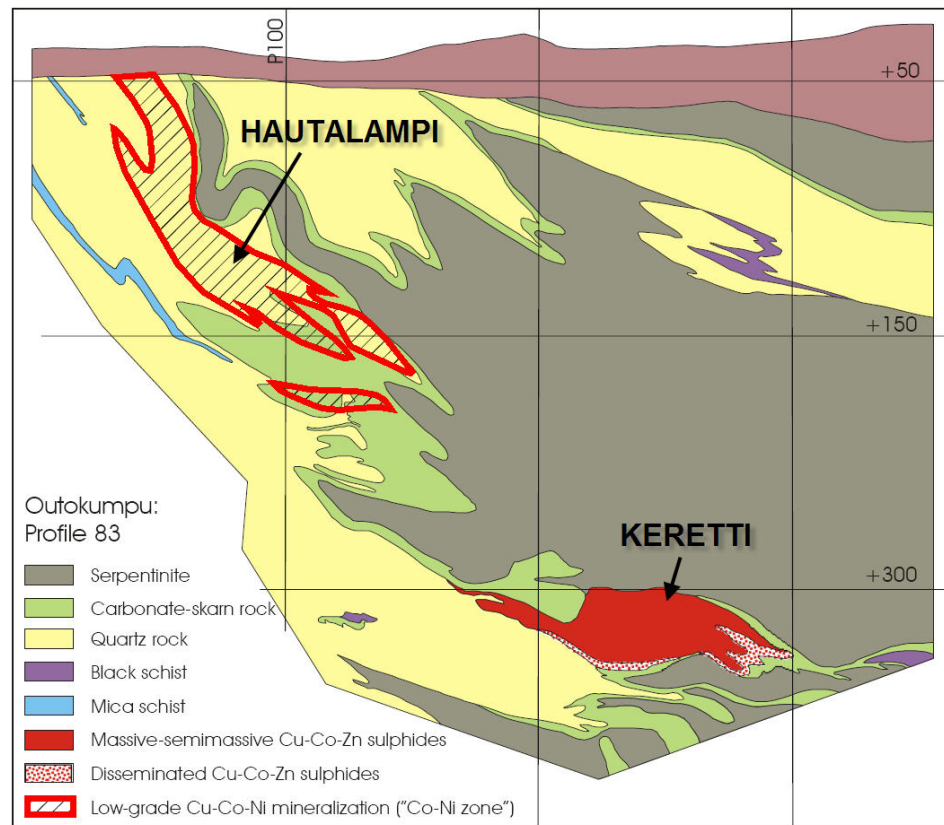 P100
+50
HAUTALAMPI
+150
KERETTI
+300
Outokumpu:
Profile 83
Serpentinite
Carbonate-skarn rock
Quartz rock
Black schist
Mica schist
Massive-semimassive Cu-Co-Zn sulphides
Disseminated Cu-Co-Zn sulphides
Low-grade Cu-Co-Ni mineralization ("Co-Ni zone")